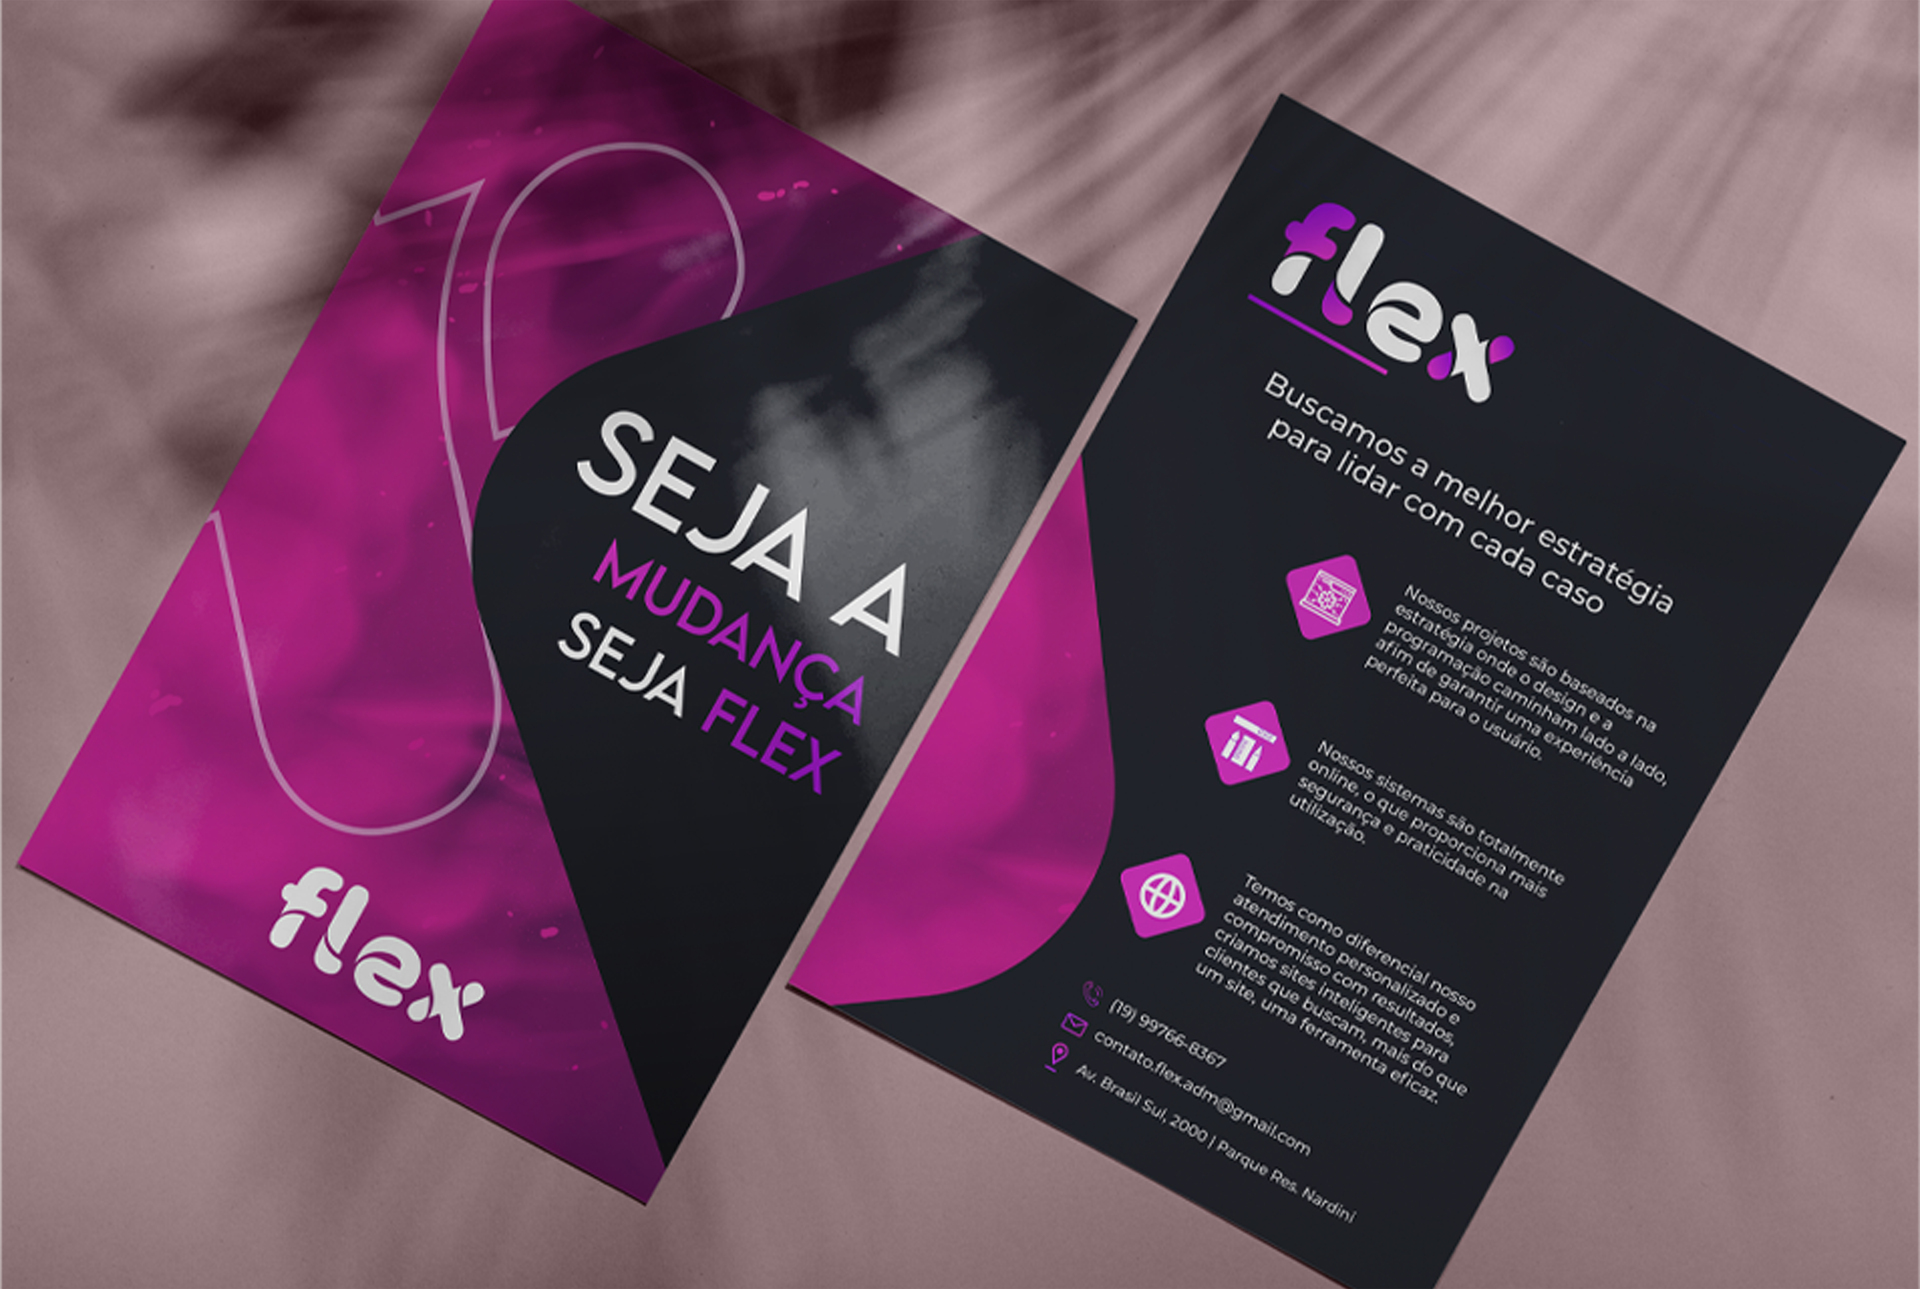 SEJA A
MUDANÇA
SEJA FLEX
flex
flex
Buscamos a melhor estratégia
para lidar com cada caso
Nossos projetos são baseados na
estratégia onde o design e a
programação caminham lado a lado,
afim de garantir uma experiência
perfeita para o usuário.
Nossos sistemas são totalmente
online, o que proporciona mais
segurança e praticidade na
utilização.
Temos como diferencial nosso
atendimento personalizado e
compromisso com resultados,
criamos sites inteligentes para
clientes que buscam, mais do que
um site, uma ferramenta eficaz.
(19) 99766-8367
contato.flex.adm@gmail.com
Av. Brasil Sul, 2000 | Parque Res. Nardini